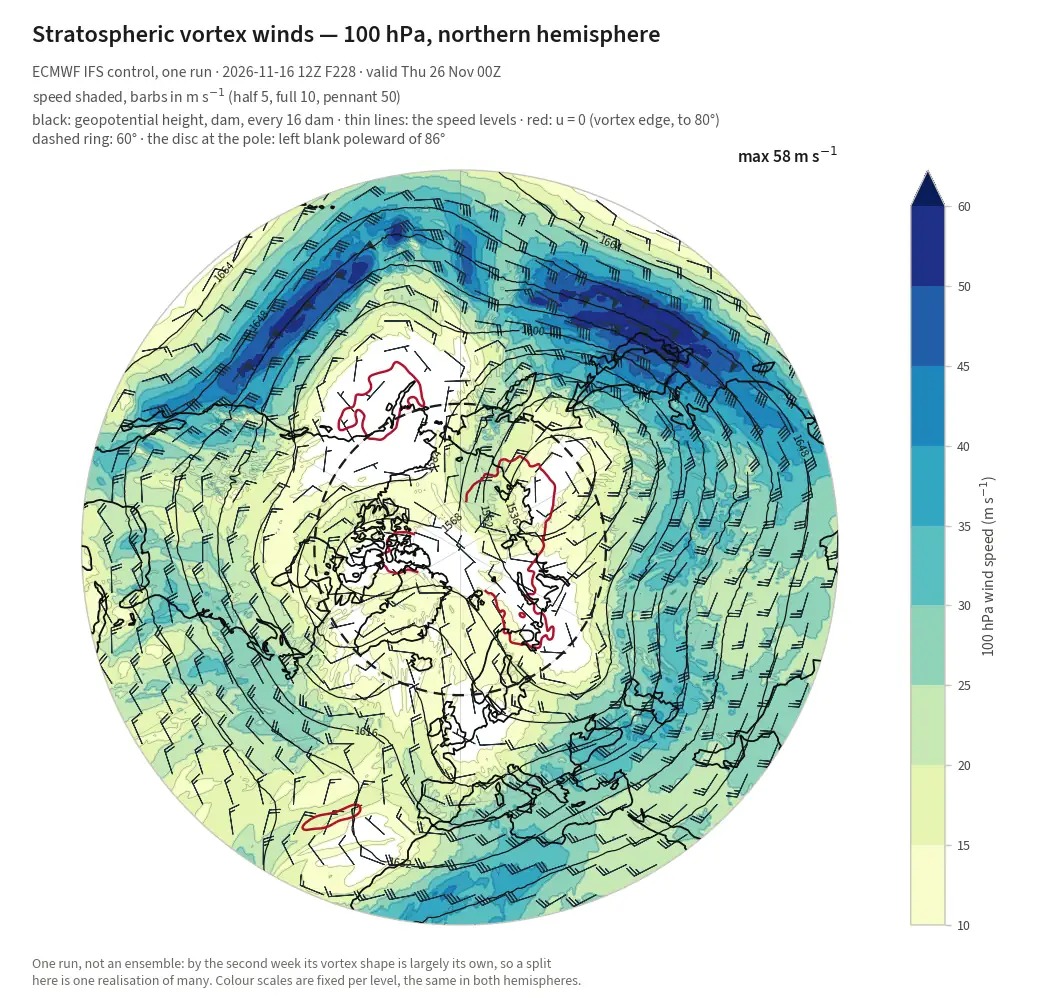 Stratospheric vortex winds — 100 hPa, northern hemisphere
ECMWF IFS control, one run · 2026-11-16 12Z F228 · valid Thu 26 Nov 00Z
speed shaded, barbs in m s⁻¹ (half 5, full 10, pennant 50)
black: geopotential height, dam, every 16 dam · thin lines: the speed levels · red: u = 0 (vortex edge, to 80°)
dashed ring: 60° · the disc at the pole: left blank poleward of 86°
max 58 m s⁻¹
1664
1648
1600
1648
1568
1536
1616
1632
60
50
45
40
35
30
25
20
15
10
100 hPa wind speed (m s⁻¹)
One run, not an ensemble: by the second week its vortex shape is largely its own, so a split
here is one realisation of many. Colour scales are fixed per level, the same in both hemispheres.